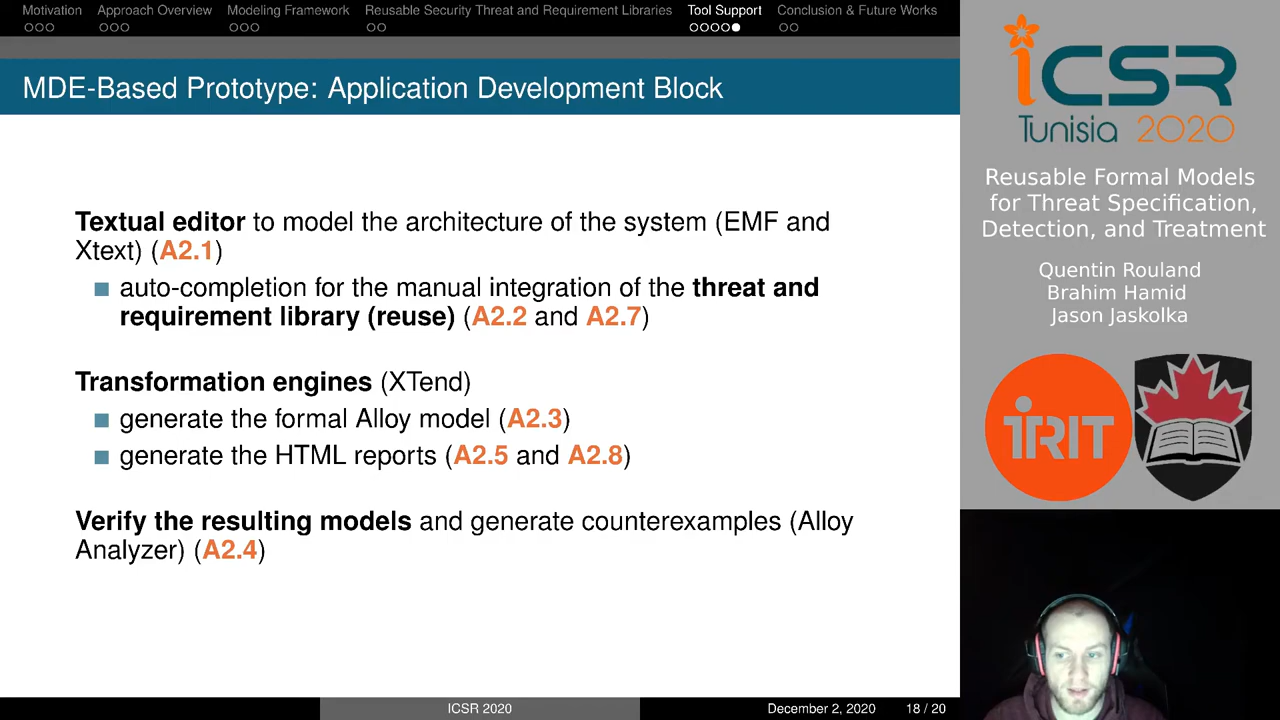 Motivation Approach Overview Modeling Framework Reusable Security Threat and Requirement Libraries Tool Support Conclusion & Future Works
MDE-Based Prototype: Application Development Block
Textual editor to model the architecture of the system (EMF and
Xtext) (A2.1)
auto-completion for the manual integration of the threat and
requirement library (reuse) (A2.2 and A2.7)
Transformation engines (XTend)
generate the formal Alloy model (A2.3)
generate the HTML reports (A2.5 and A2.8)
Verify the resulting models and generate counterexamples (Alloy
Analyzer) (A2.4)
ICSR 2020 December 2, 2020 18 / 20
iCSR
Tunisia 2020
Reusable Formal Models
for Threat Specification,
Detection, and Treatment
Quentin Rouland
Brahim Hamid
Jason Jaskolka
iRIT